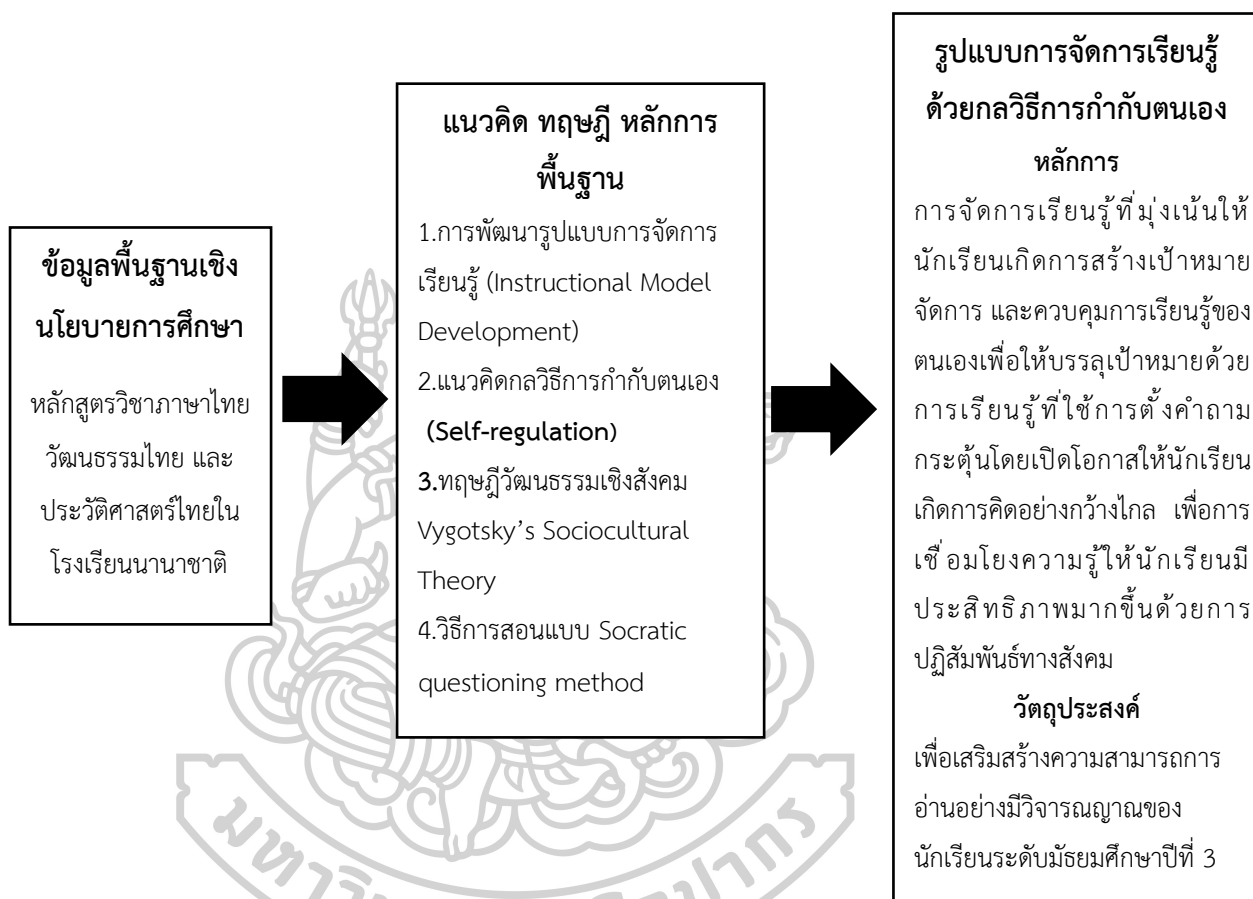 ข้อมูลพื้นฐานเชิง
นโยบายการศึกษา
หลักสูตรวิชาภาษาไทย
วัฒนธรรมไทย และ
ประวัติศาสตร์ไทยใน
โรงเรียนนานาชาติ
แนวคิด ทฤษฎี หลักการ
พื้นฐาน
1.การพัฒนารูปแบบการจัดการ
เรียนรู้ (Instructional Model
Development)
2.แนวคิดกลวิธีการกำกับตนเอง
(Self-regulation)
3.ทฤษฎีวัฒนธรรมเชิงสังคม
Vygotsky’s Sociocultural
Theory
4.วิธีการสอนแบบ Socratic
questioning method
รูปแบบการจัดการเรียนรู้
ด้วยกลวิธีการกำกับตนเอง
หลักการ
การจัดการเรียนรู้ที่มุ่งเน้นให้
นักเรียนเกิดการสร้างเป้าหมาย
จัดการ และควบคุมการเรียนรู้ของ
ตนเองเพื่อให้บรรลุเป้าหมายด้วย
การเรียนรู้ที่ใช้การตั้งคำถาม
กระตุ้นโดยเปิดโอกาสให้นักเรียน
เกิดการคิดอย่างกว้างไกล เพื่อการ
เชื่อมโยงความรู้ให้นักเรียนมี
ประสิทธิภาพมากขึ้นด้วยการ
ปฏิสัมพันธ์ทางสังคม
วัตถุประสงค์
เพื่อเสริมสร้างความสามารถการ
อ่านอย่างมีวิจารณญาณของ
นักเรียนระดับมัธยมศึกษาปีที่ 3